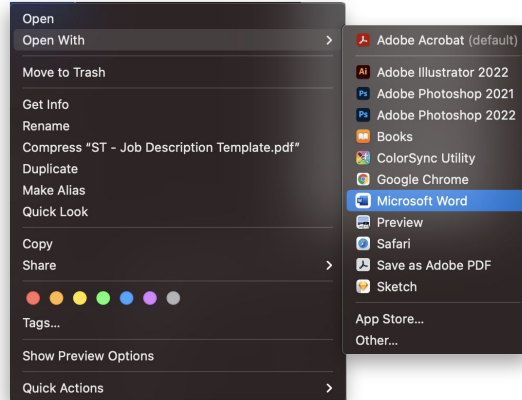 Open
Open With
Move to Trash
Get Info
Rename
Compress “ST - Job Description Template.pdf”
Duplicate
Make Alias
Quick Look
Copy
Share
Tags...
Show Preview Options
Quick Actions
Adobe Acrobat (default)
Ai Adobe Illustrator 2022
Ps Adobe Photoshop 2021
Ps Adobe Photoshop 2022
Books
ColorSync Utility
Google Chrome
Microsoft Word
Preview
Safari
Save as Adobe PDF
Sketch
App Store...
Other...